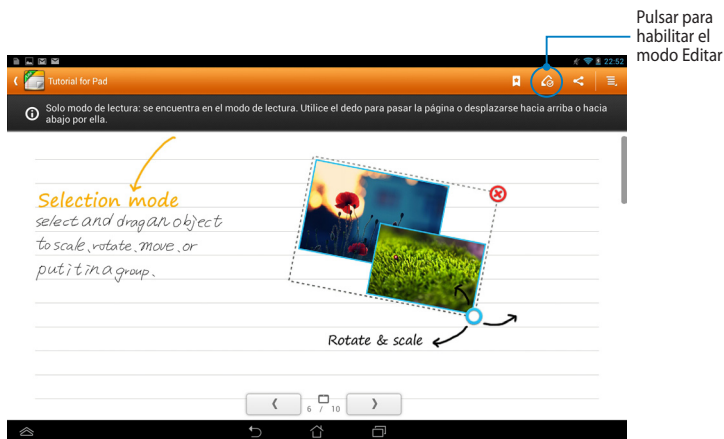 Pulsar para
habilitar el
modo Editar
22:52
Tutorial for Pad
Solo modo de lectura: se encuentra en el modo de lectura. Utilice el dedo para pasar la página o desplazarse hacia arriba o hacia
abajo por ella.
Selection mode
select and drag an object
to scale, rotate, move, or
put it in a group.
Rotate & scale
6 / 10